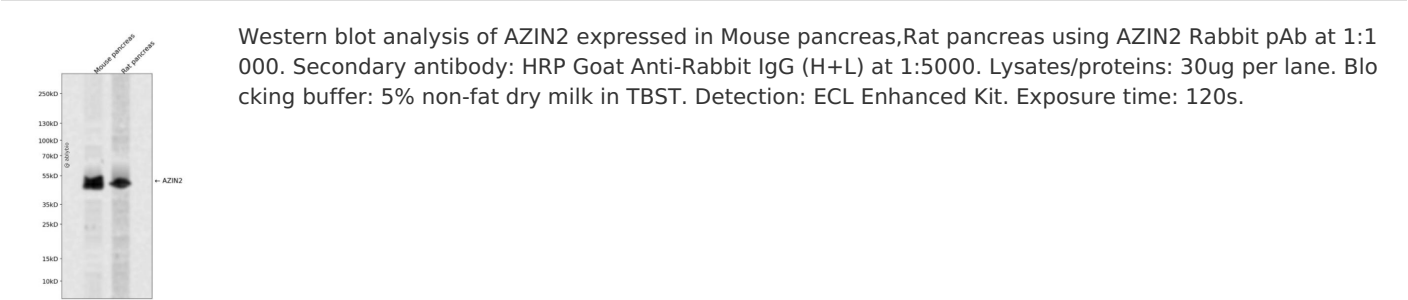 Western blot analysis of AZIN2 expressed in Mouse pancreas,Rat pancreas using AZIN2 Rabbit pAb at 1:1
000. Secondary antibody: HRP Goat Anti-Rabbit IgG (H+L) at 1:5000. Lysates/proteins: 30ug per lane. Blo
cking buffer: 5% non-fat dry milk in TBST. Detection: ECL Enhanced Kit. Exposure time: 120s.
Mouse pancreas
Rat pancreas
250kD
130kD
100kD
70kD
55kD
← AZIN2
35kD
25kD
15kD
10kD